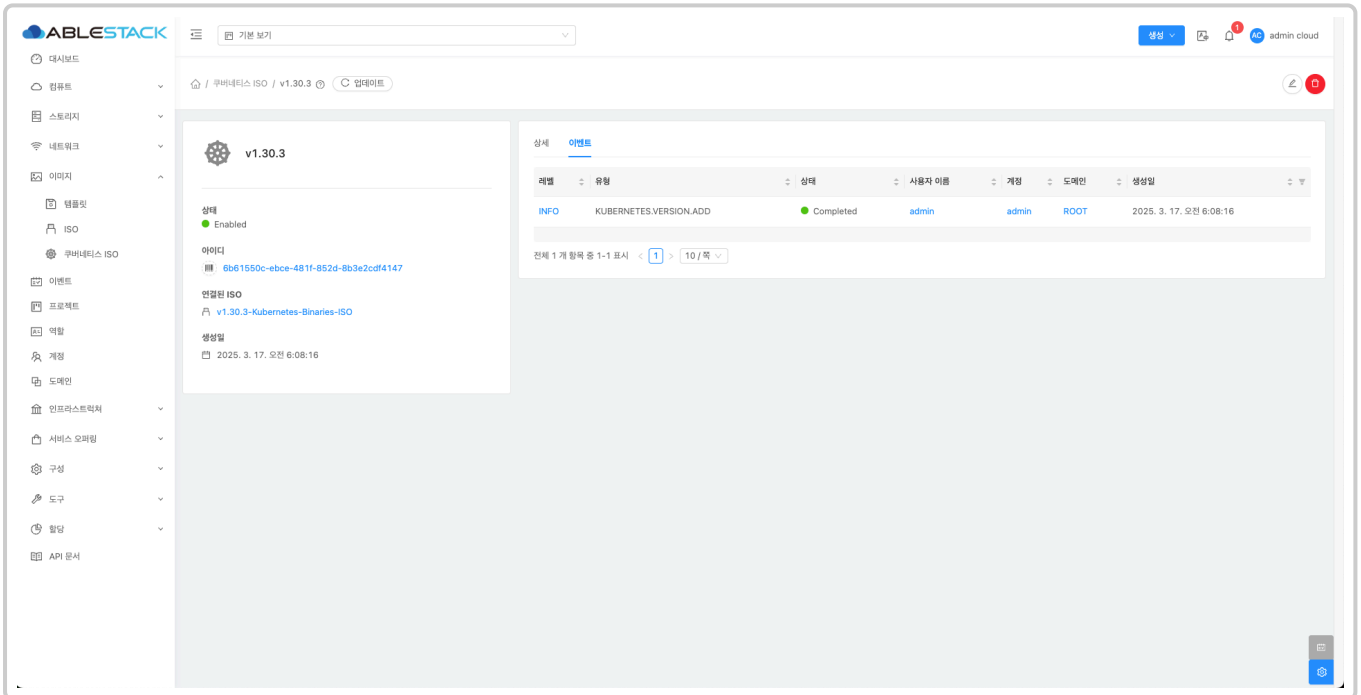 ABLESTACK
기본 보기
생성
1
AC
admin cloud
대시보드
컴퓨트
스토리지
네트워크
이미지
템플릿
ISO
쿠버네티스 ISO
이벤트
프로젝트
역할
계정
도메인
인프라스트럭쳐
서비스 오퍼링
구성
도구
할당
API 문서
/ 쿠버네티스 ISO / v1.30.3
업데이트
v1.30.3
상태
Enabled
아이디
6b61550c-ebce-481f-852d-8b3e2cdf4147
연결된 ISO
v1.30.3-Kubernetes-Binaries-ISO
생성일
2025. 3. 17. 오전 6:08:16
상세 이벤트
레벨 유형 상태 사용자 이름 계정 도메인 생성일
INFO KUBERNETES.VERSION.ADD Completed admin admin ROOT 2025. 3. 17. 오전 6:08:16
전체 1 개 항목 중 1-1 표시 < 1 > 10 / 쪽